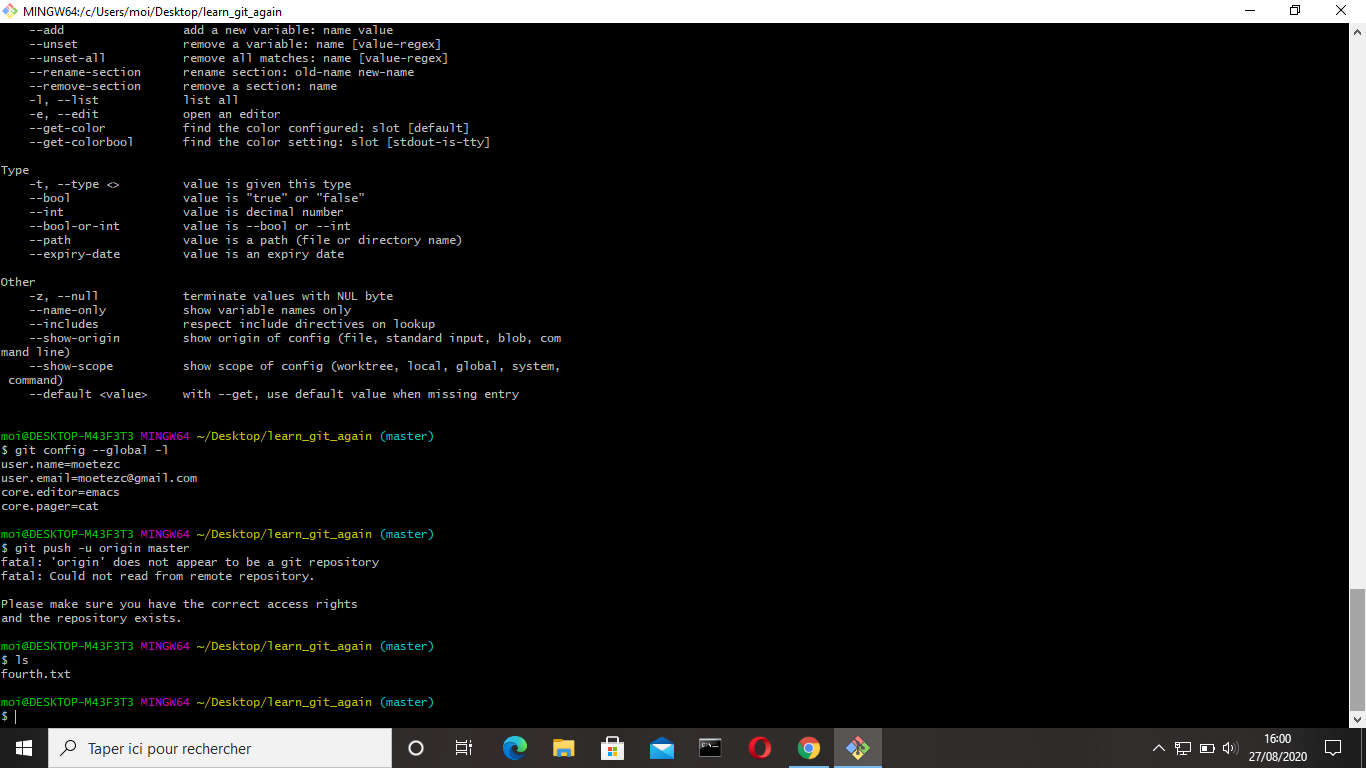 MINGW64:/c/Users/moi/Desktop/learn_git_again
--add add a new variable: name value
--unset remove a variable: name [value-regex]
--unset-all remove all matches: name [value-regex]
--rename-section rename section: old-name new-name
--remove-section remove a section: name
-l, --list list all
-e, --edit open an editor
--get-color find the color configured: slot [default]
--get-colorbool find the color setting: slot [stdout-is-tty]
Type
-t, --type <> value is given this type
--bool value is "true" or "false"
--int value is decimal number
--bool-or-int value is --bool or --int
--path value is a path (file or directory name)
--expiry-date value is an expiry date
Other
-z, --null terminate values with NUL byte
--name-only show variable names only
--includes respect include directives on lookup
--show-origin show origin of config (file, standard input, blob, com
mand line)
--show-scope show scope of config (worktree, local, global, system,
command)
--default <value> with --get, use default value when missing entry
moi@DESKTOP-M43F3T3 MINGW64 ~/Desktop/learn_git_again (master)
$ git config --global -l
user.name=moetezc
user.email=moetezc@gmail.com
core.editor=emacs
core.pager=cat
moi@DESKTOP-M43F3T3 MINGW64 ~/Desktop/learn_git_again (master)
$ git push -u origin master
fatal: 'origin' does not appear to be a git repository
fatal: Could not read from remote repository.
Please make sure you have the correct access rights
and the repository exists.
moi@DESKTOP-M43F3T3 MINGW64 ~/Desktop/learn_git_again (master)
$ ls
fourth.txt
moi@DESKTOP-M43F3T3 MINGW64 ~/Desktop/learn_git_again (master)
$
Taper ici pour rechercher
16:00
27/08/2020